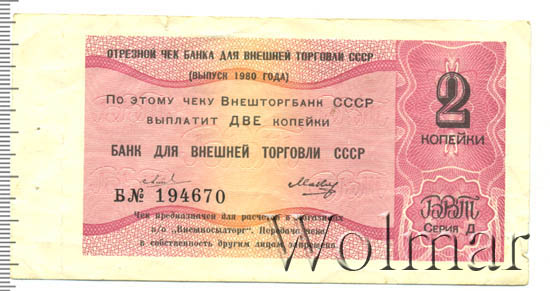 ОТРЕЗНОЙ ЧЕК БАНКА ДЛЯ ВНЕШНЕЙ ТОРГОВЛИ СССР
(ВЫПУСК 1980 ГОДА)
ПО ЭТОМУ ЧЕКУ ВНЕШТОРГБАНК СССР
ВЫПЛАТИТ ДВЕ КОПЕЙКИ
БАНК ДЛЯ ВНЕШНЕЙ ТОРГОВЛИ СССР
Б№ 194670
Чек предназначен для расчетов в магазинах
в/о „Внешпосылторг". Передача чека
в собственность другим лицам запрещена.
2
КОПЕЙКИ
БВТ
Серия Д
Wolmar